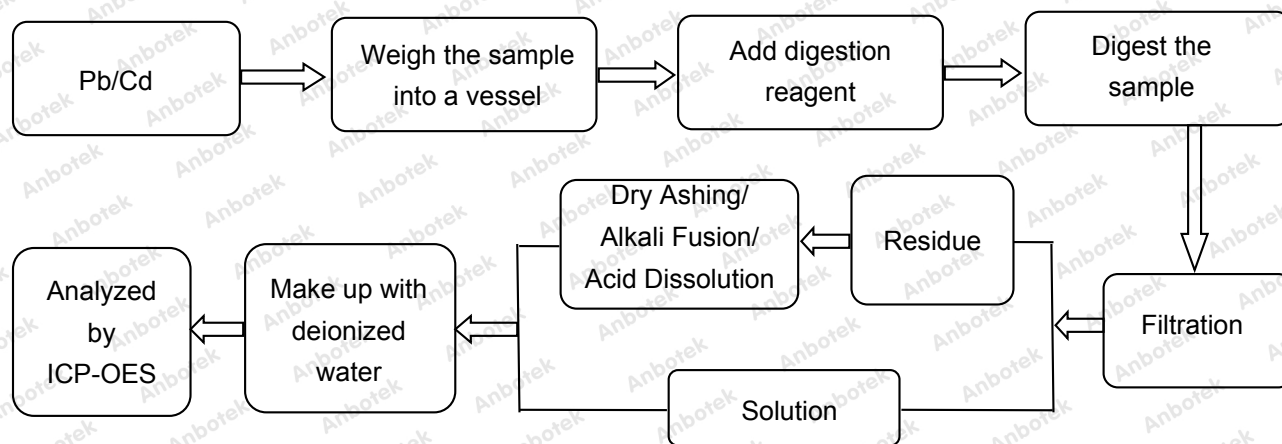 Pb/Cd
Weigh the sample
into a vessel
Add digestion
reagent
Digest the
sample
Filtration
Residue
Dry Ashing/
Alkali Fusion/
Acid Dissolution
Solution
Make up with
deionized
water
Analyzed
by
ICP-OES
Anbotek